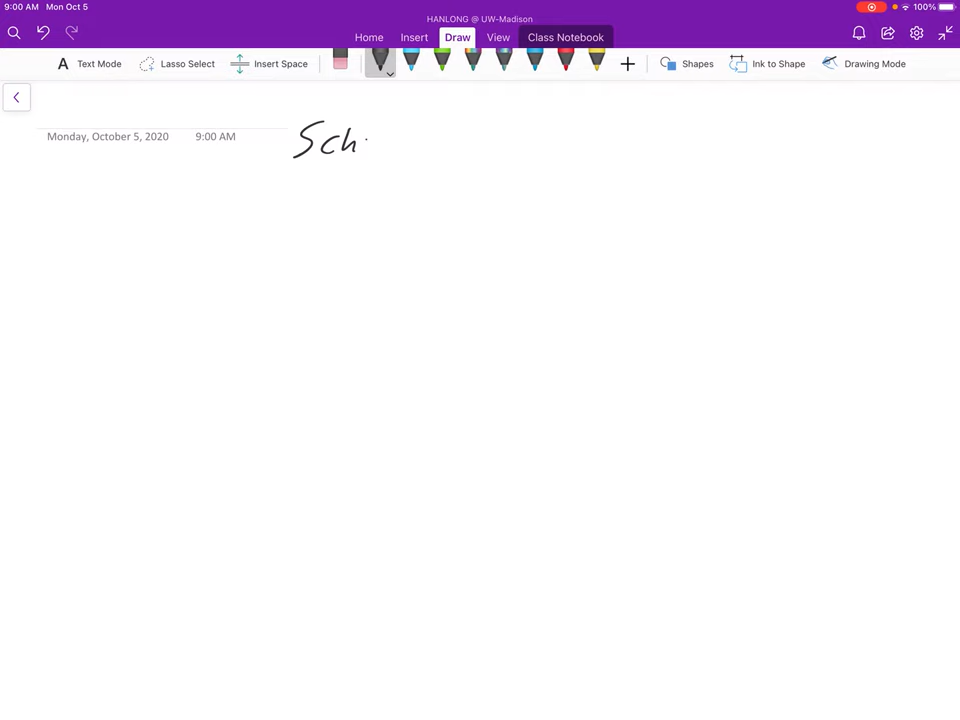 9:00 AM Mon Oct 5 100%
HANLONG @ UW-Madison
Home Insert Draw View Class Notebook
A Text Mode Lasso Select Insert Space Shapes Ink to Shape Drawing Mode
Monday, October 5, 2020 9:00 AM Sch